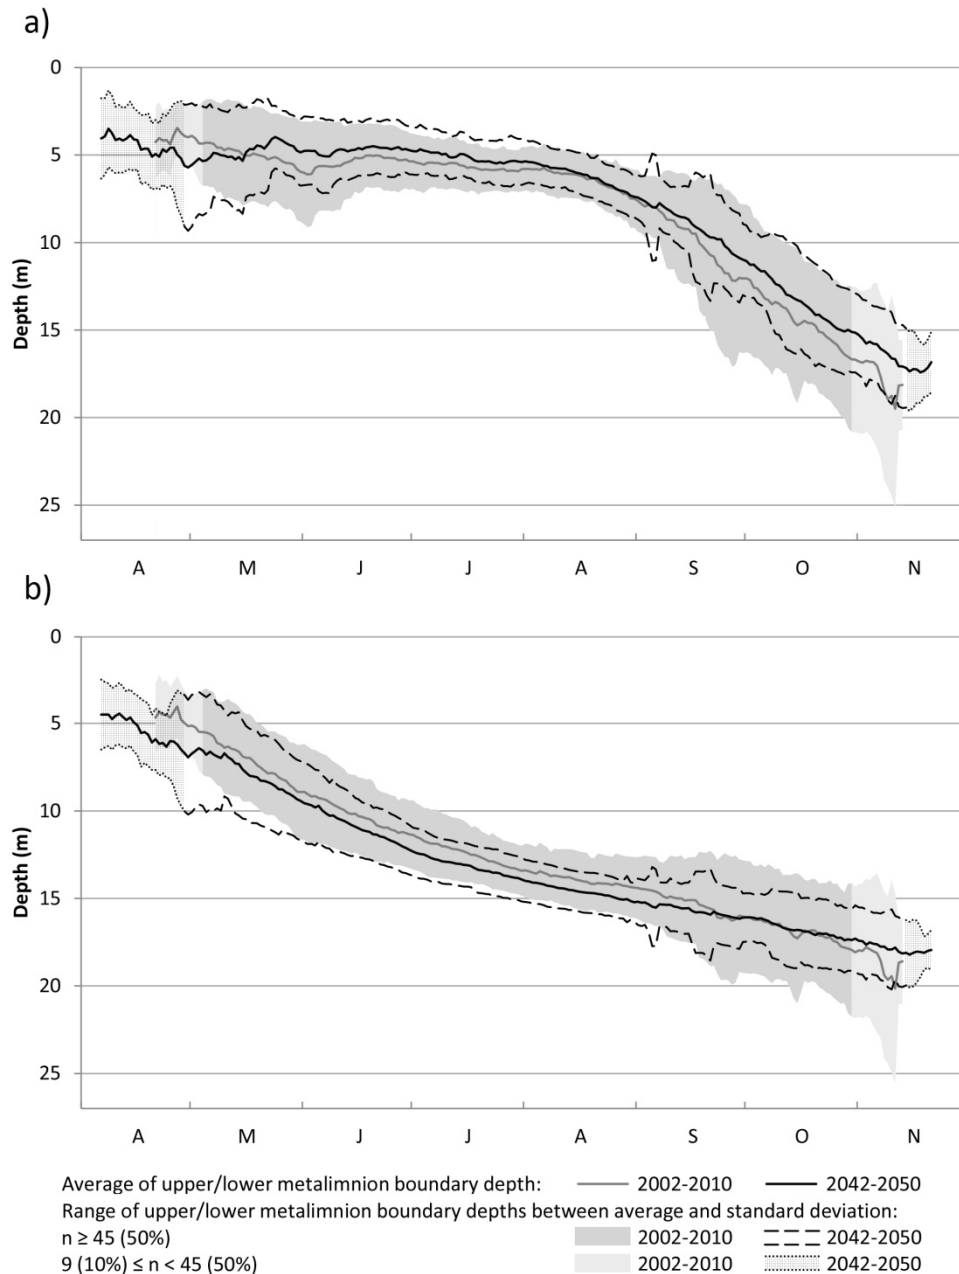 a)
0
5
10
15
20
25
Depth (m)
A M J J A S O N
b)
0
5
10
15
20
25
Depth (m)
A M J J A S O N
Average of upper/lower metalimnion boundary depth: 2002-2010 2042-2050
Range of upper/lower metalimnion boundary depths between average and standard deviation:
n ≥ 45 (50%) 2002-2010 2042-2050
9 (10%) ≤ n < 45 (50%) 2002-2010 2042-2050